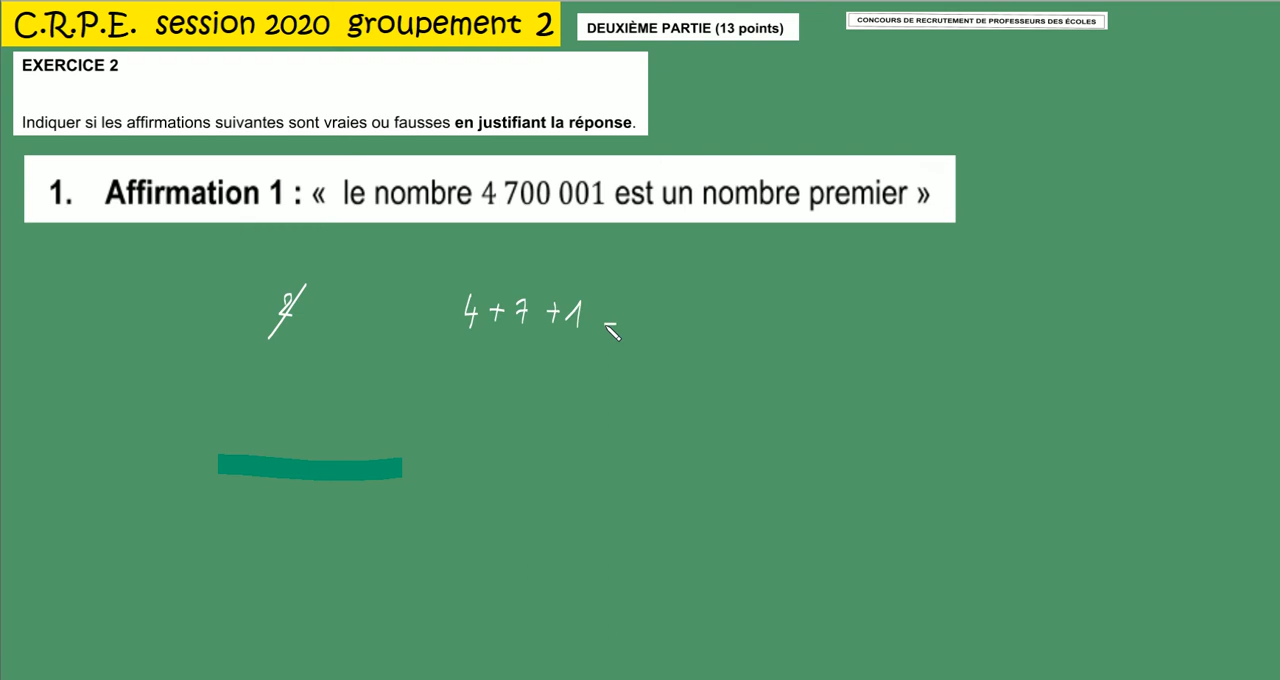 C.R.P.E. session 2020 groupement 2
DEUXIÈME PARTIE (13 points)
CONCOURS DE RECRUTEMENT DE PROFESSEURS DES ÉCOLES
EXERCICE 2
Indiquer si les affirmations suivantes sont vraies ou fausses en justifiant la réponse.
1. Affirmation 1 : « le nombre 4 700 001 est un nombre premier »
2 4 + 7 + 1